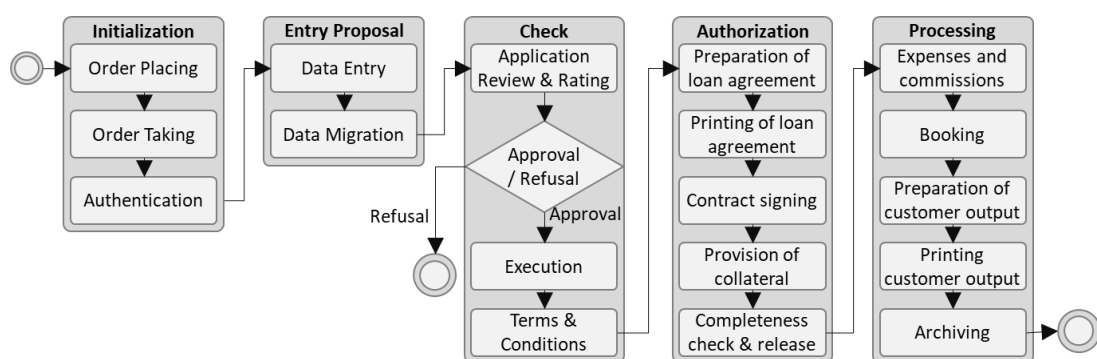 Initialization
Order Placing
Order Taking
Authentication
Entry Proposal
Data Entry
Data Migration
Check
Application
Review & Rating
Approval
/ Refusal
Refusal
Approval
Execution
Terms &
Conditions
Authorization
Preparation of
loan agreement
Printing of loan
agreement
Contract signing
Provision of
collateral
Completeness
check & release
Processing
Expenses and
commissions
Booking
Preparation of
customer output
Printing
customer output
Archiving